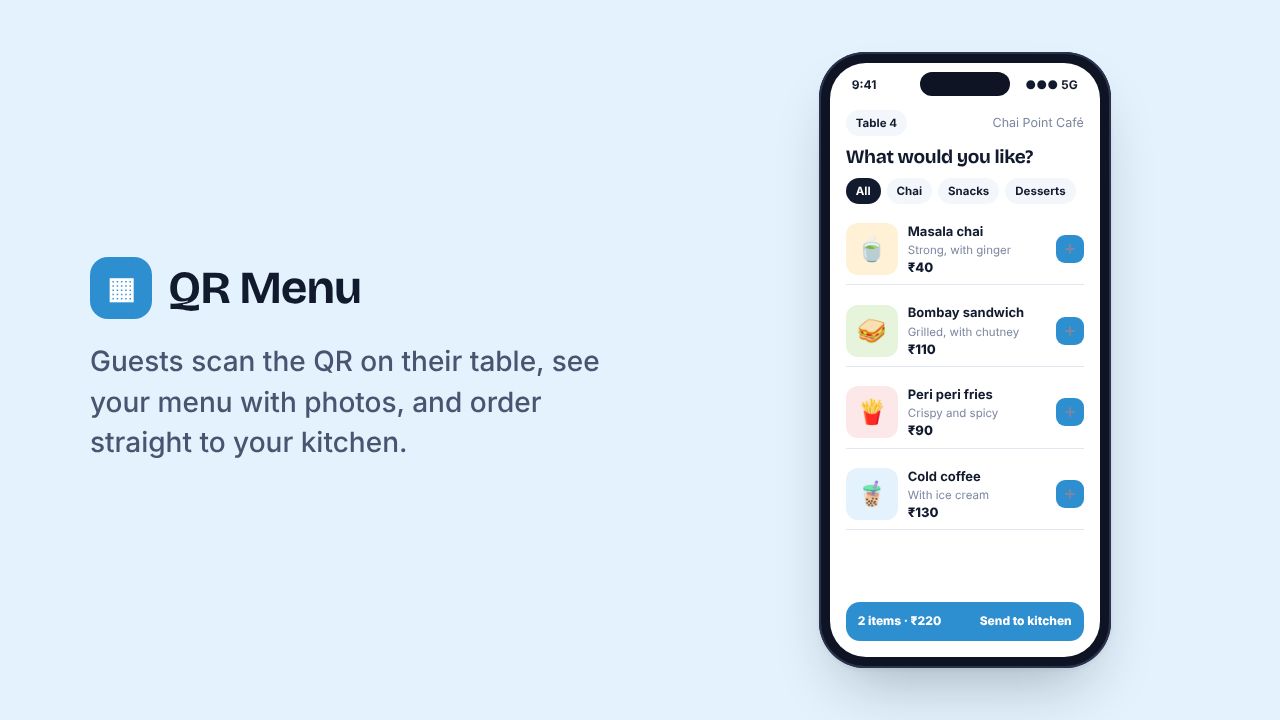 QR Menu
Guests scan the QR on their table, see
your menu with photos, and order
straight to your kitchen.
9:41
5G
Table 4
Chai Point Café
What would you like?
All
Chai
Snacks
Desserts
Masala chai
Strong, with ginger
₹40
+
Bombay sandwich
Grilled, with chutney
₹110
+
Peri peri fries
Crispy and spicy
₹90
+
Cold coffee
With ice cream
₹130
+
2 items · ₹220
Send to kitchen